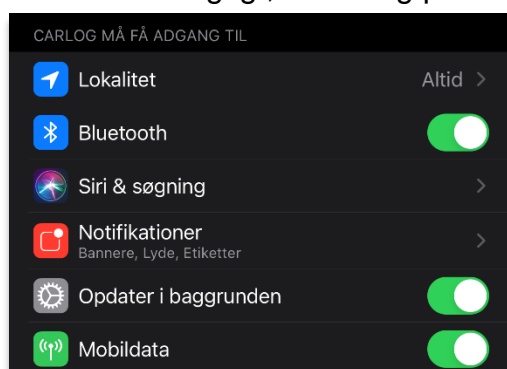 CARLOG MÅ FÅ ADGANG TIL
Lokalitet Altid
Bluetooth
Siri & søgning
Notifikationer
Bannere, Lyde, Etiketter
Opdater i baggrunden
Mobildata